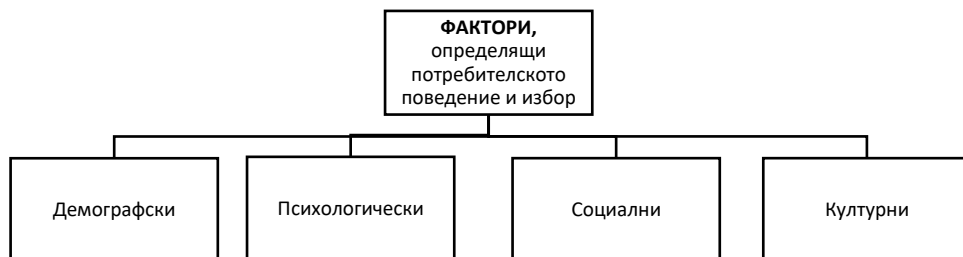 ФАКТОРИ,
определящи
потребителското
поведение и избор
Демографски
Психологически
Социални
Културни